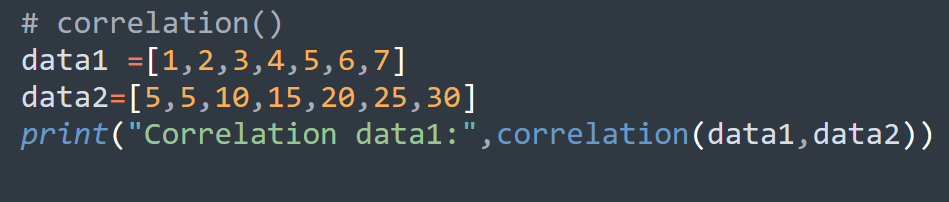 # correlation()
data1 =[1,2,3,4,5,6,7]
data2=[5,5,10,15,20,25,30]
print("Correlation data1:",correlation(data1,data2))